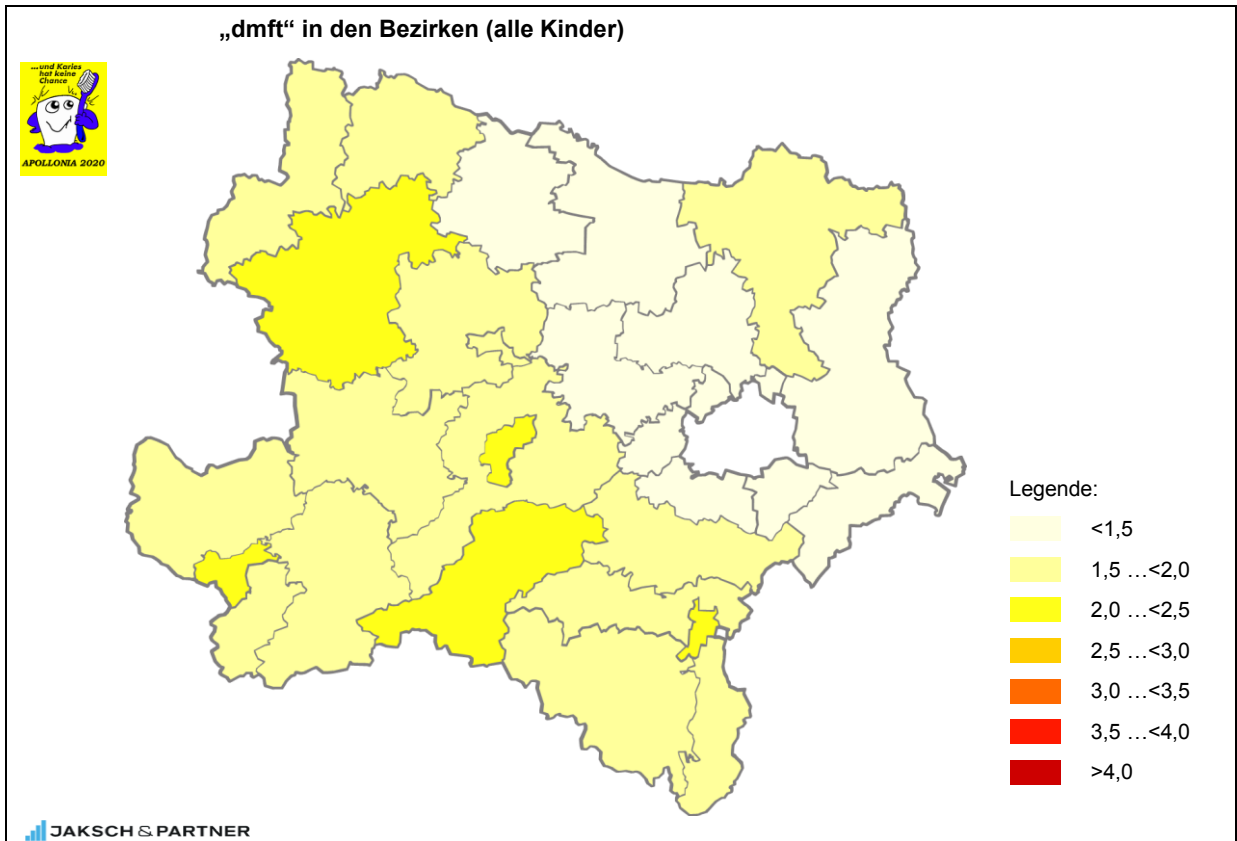 „dmft“ in den Bezirken (alle Kinder)
...und Karies
hat keine
Chance
APOLLONIA 2020
Legende:
<1,5
1,5 …<2,0
2,0 …<2,5
2,5 …<3,0
3,0 …<3,5
3,5 …<4,0
>4,0
JAKSCH & PARTNER